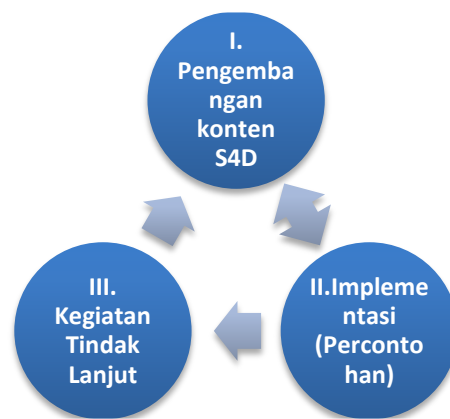 I.
Pengemba
ngan
konten
S4D
II.Impleme
ntasi
(Perconto
han)
III.
Kegiatan
Tindak
Lanjut